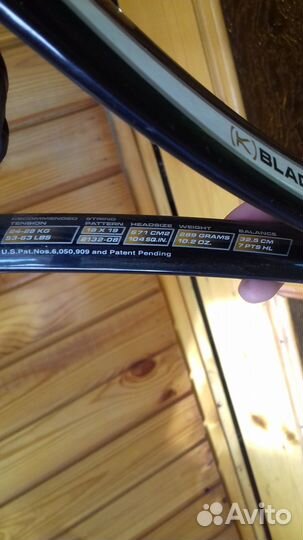 (K)BLAD
RECOMMENDED TENSION STRING PATTERN HEADSIZE WEIGHT BALANCE
24-28 KG 18 X 19 671 CM2 289 GRAMS 32.5 CM
53-63 LBS 2132-08 104 SQ.IN. 10.2 OZ. 7 PTS HL
U.S.Pat.Nos.6,050,909 and Patent Pending
Avito